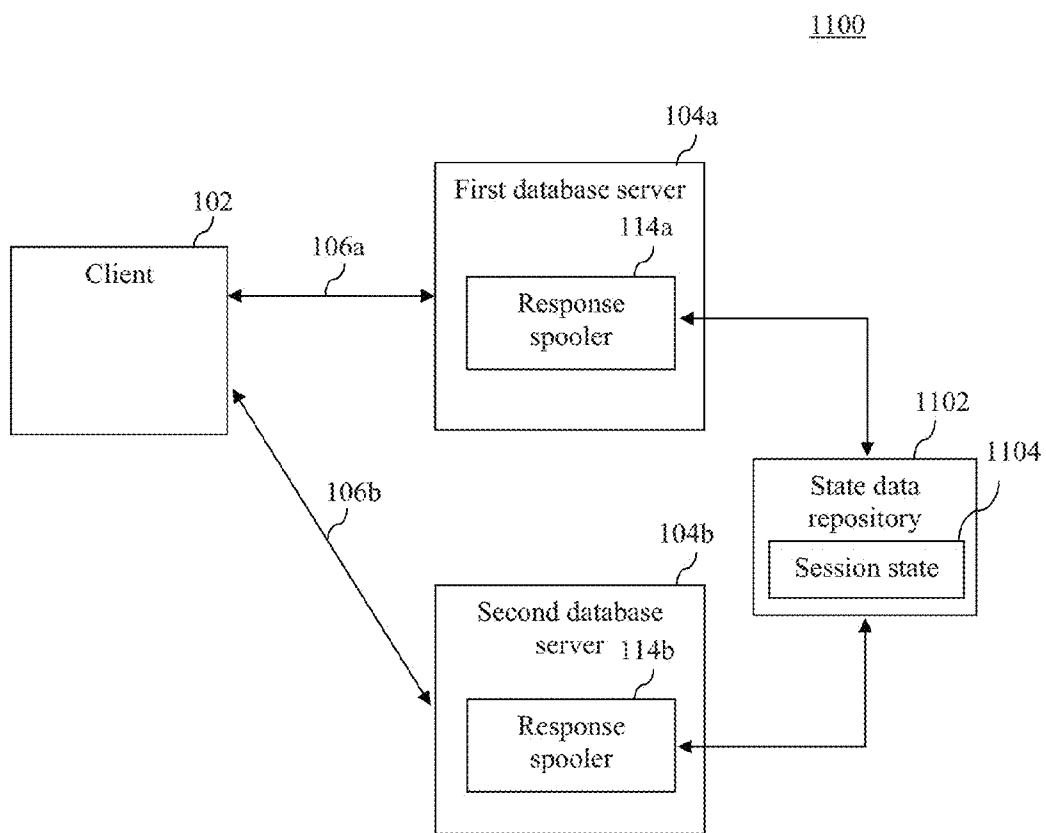 1100
104a
First database server
102
114a
Client
106a
Response
spooler
1102
1104
State data
repository
106b
104b
Session state
Second database
server
114b
Response
spooler